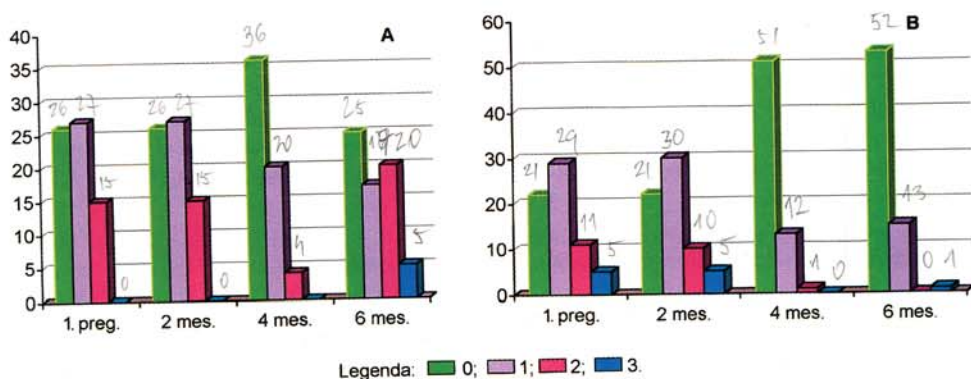 A
40
35
30
25
20
15
10
5
0
26 27 15 0
26 27 15 0
36 20 4
25 20 5
1. preg.
2 mes.
4 mes.
6 mes.
B
60
50
40
30
20
10
0
21 29 11 5
21 30 10 5
51 12 1 0
52 13 0 1
1. preg.
2 mes.
4 mes.
6 mes.
Legenda: 0; 1; 2; 3.